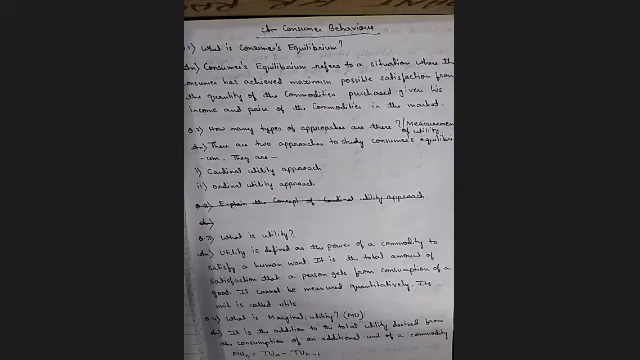 Ch- Consumer Behaviour
Q.1) What is Consumer's Equilibrium?
Ans) Consumer's Equilibrium refers to a situation where the
consumer has achieved maximum possible satisfaction from
the quantity of the Commodities purchased given his
income and price of the Commodities in the market.
Q.2) How many types of approaches are there?/Measurement
of utility
Ans) There are two approaches to study consumer's equilibri
-um. They are -
i) Cardinal utility approach
ii) Ordinal utility approach
Q.3) Explain the Concept of Cardinal utility approach.
Ans)
Q.3) What is utility?
Ans) Utility is defined as the power of a commodity to
satisfy a human want. It is the total amount of
satisfaction that a person gets from consumption of a
good. It cannot be measured quantitatively. Its
unit is called utils.
Q.4) What is Marginal utility? (MU)
Ans) It is the addition to the total utility derived from
the consumption of an additional unit of a commodity
MUn = TUn - TUn-1